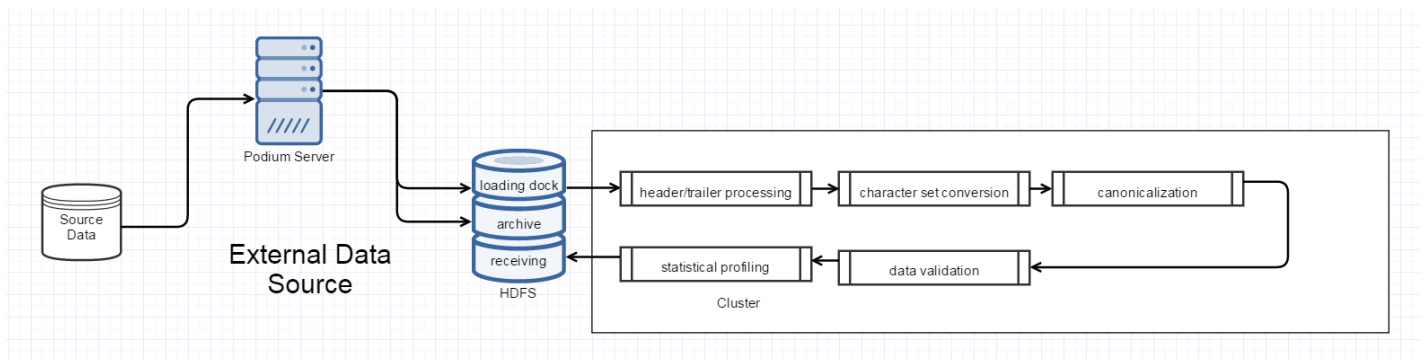 Podium Server
Source
Data
External Data
Source
loading dock
archive
receiving
HDFS
header/trailer processing
character set conversion
canonicalization
statistical profiling
data validation
Cluster